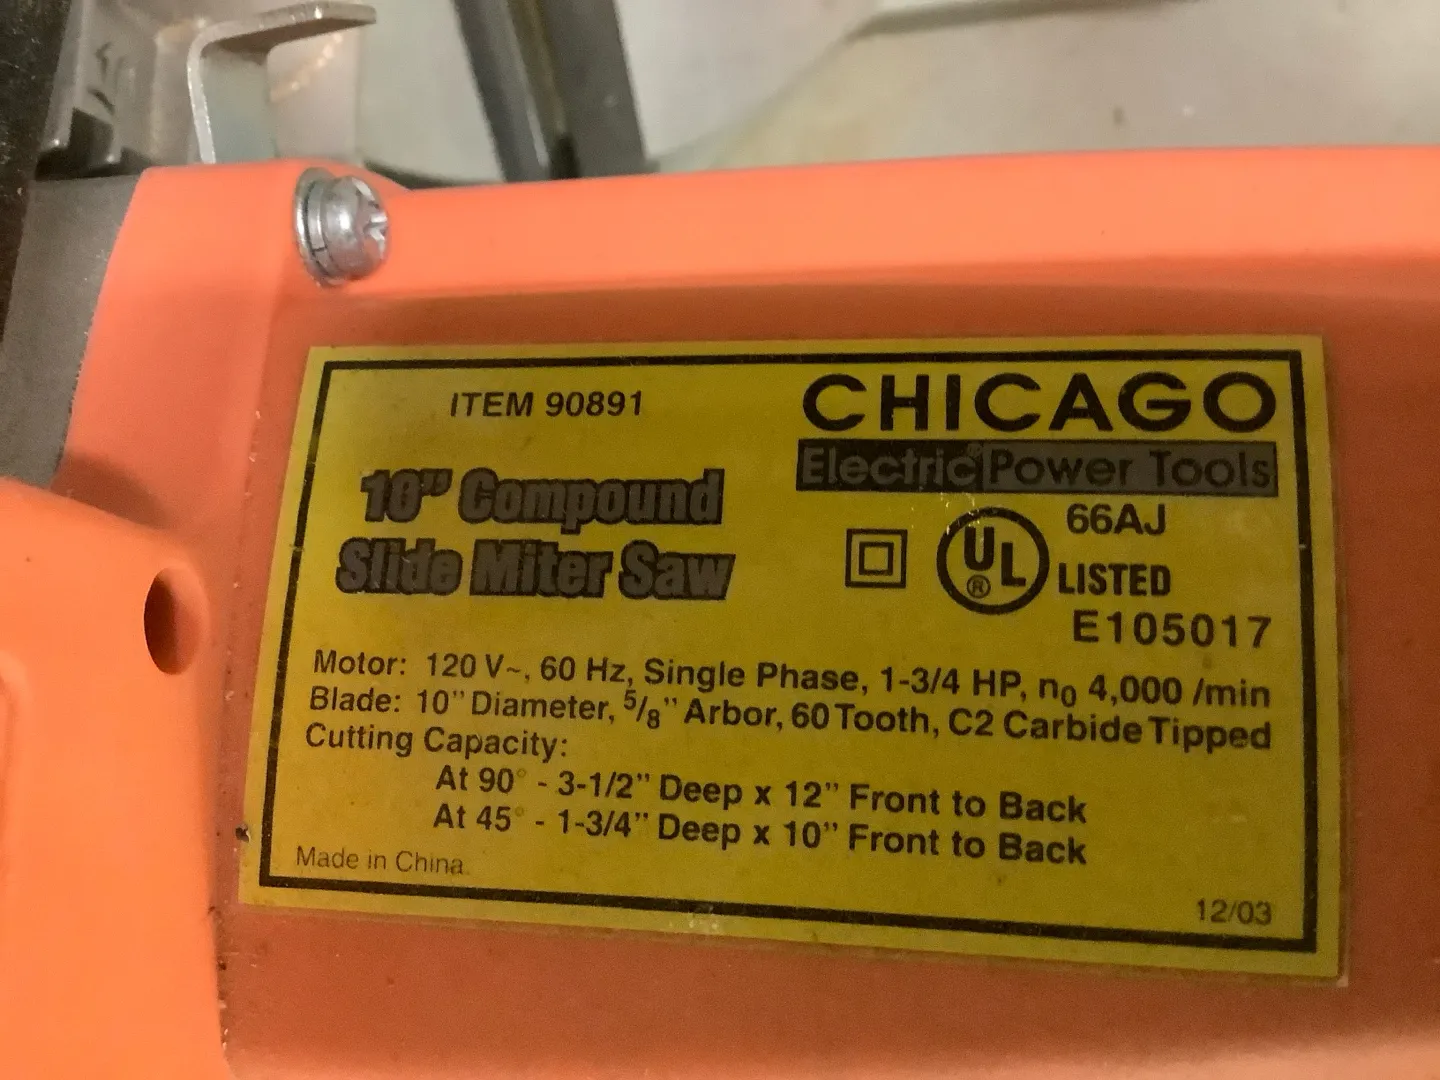 ITEM 90891
CHICAGO
Electric Power Tools
10" Compound
Slide Miter Saw
UL
®
66AJ
LISTED
E105017
Motor: 120 V~, 60 Hz, Single Phase, 1-3/4 HP, n₀ 4,000 /min
Blade: 10" Diameter, 5/8" Arbor, 60 Tooth, C2 Carbide Tipped
Cutting Capacity:
At 90° - 3-1/2" Deep x 12" Front to Back
At 45° - 1-3/4" Deep x 10" Front to Back
Made in China
12/03